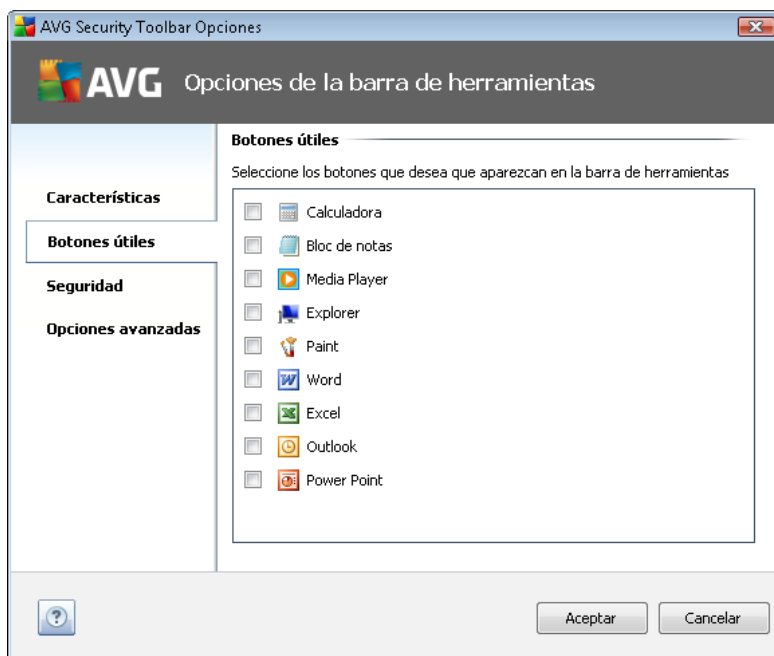 AVG Security Toolbar Opciones
AVG Opciones de la barra de herramientas
Características
Botones útiles
Seguridad
Opciones avanzadas
Botones útiles
Seleccione los botones que desea que aparezcan en la barra de herramientas
Calculadora
Bloc de notas
Media Player
Explorer
Paint
Word
Excel
Outlook
Power Point
?
Aceptar
Cancelar